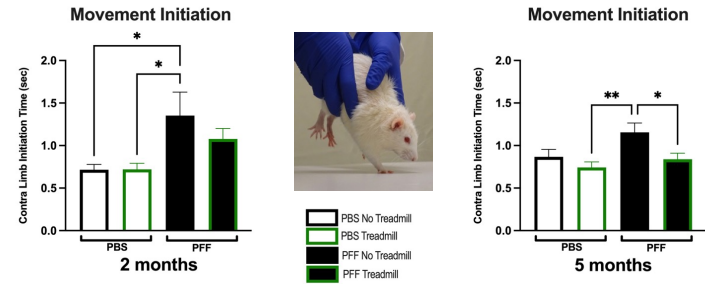 Movement Initiation
*
*
Contra Limb Initiation Time (sec)
2.0
1.5
1.0
0.5
0.0
PBS
PFF
2 months
PBS No Treadmill
PBS Treadmill
PFF No Treadmill
PFF Treadmill
Movement Initiation
**
*
Contra Limb Initiation Time (sec)
2.0
1.5
1.0
0.5
0.0
PBS
PFF
5 months